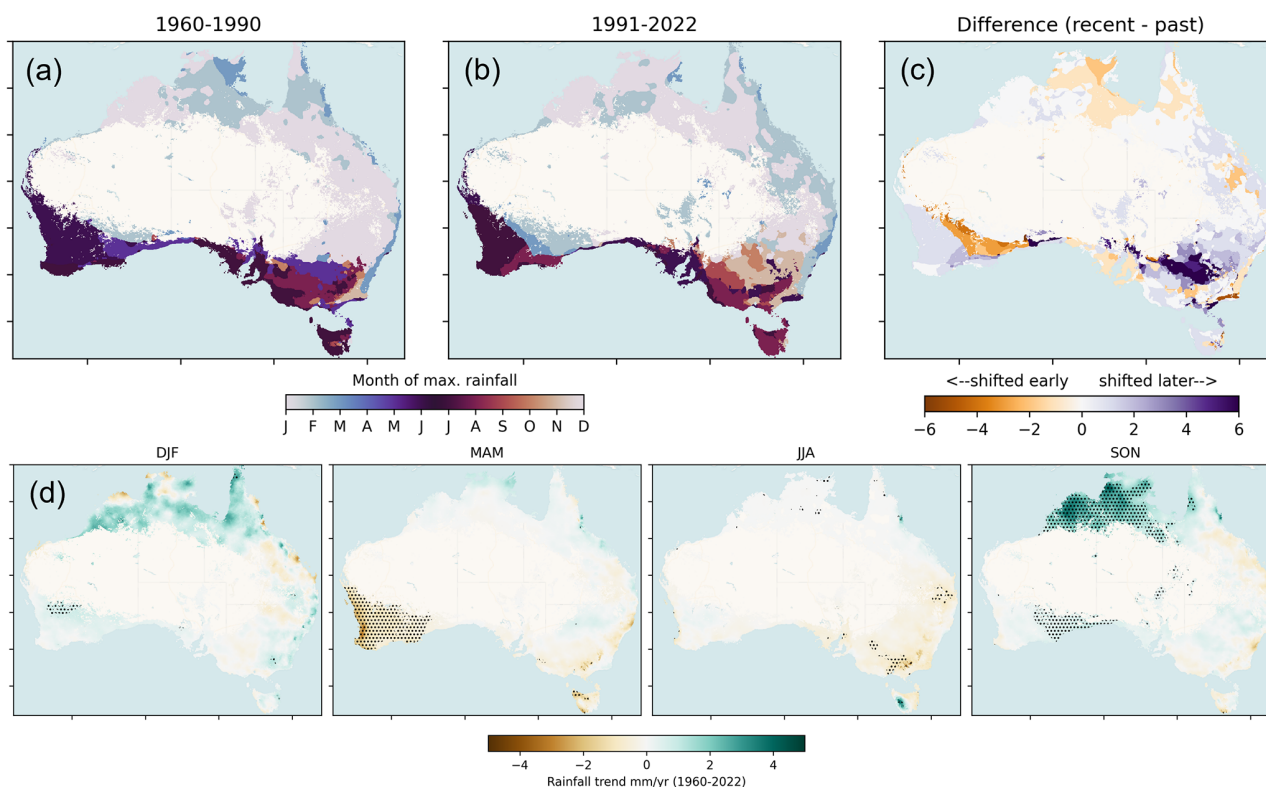 1960-1990 1991-2022 Difference (recent - past)
(a) (b) (c)
Month of max. rainfall
J F M A M J J A S O N D
<--shifted early shifted later-->
−6 −4 −2 0 2 4 6
DJF MAM JJA SON
(d)
−4 −2 0 2 4
Rainfall trend mm/yr (1960-2022)